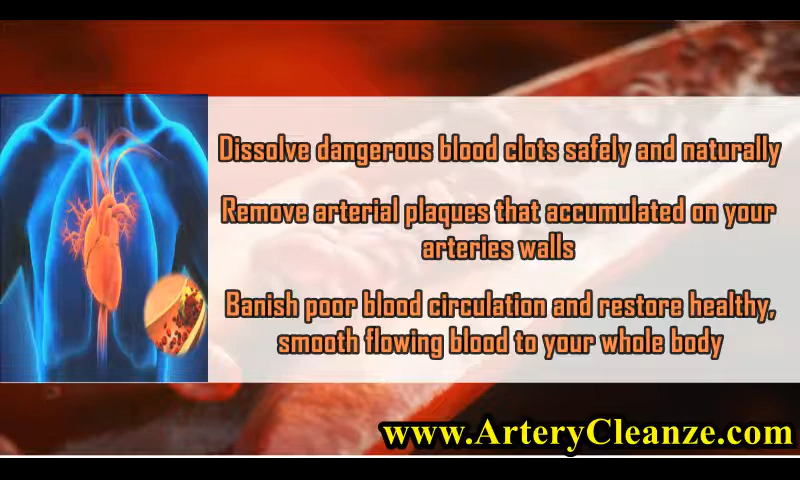 Dissolve dangerous blood clots safely and naturally
Remove arterial plaques that accumulated on your
arteries walls
Banish poor blood circulation and restore healthy,
smooth flowing blood to your whole body
www.ArteryCleanze.com